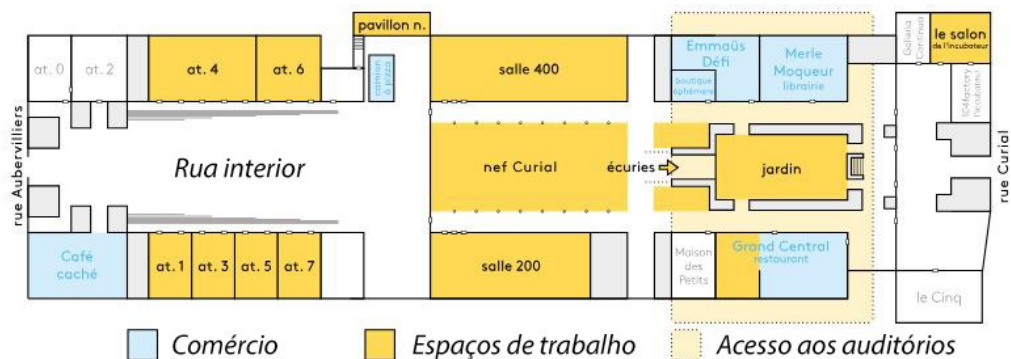 pavillon n.
at. 0
at. 2
at. 4
at. 6
camion
à pizza
salle 400
Emmaüs
Défi
boutique
éphémère
Merle
Moqueur
librairie
le salon
de l'incubateur
104factory
l'incubateur
rue Aubervilliers
Rua interior
nef Curial
écuries
jardin
rue Curial
Café
caché
at. 1
at. 3
at. 5
at. 7
salle 200
Maison
des
Petits
Grand Central
restaurant
le Cinq
Comércio
Espaços de trabalho
Acesso aos auditórios